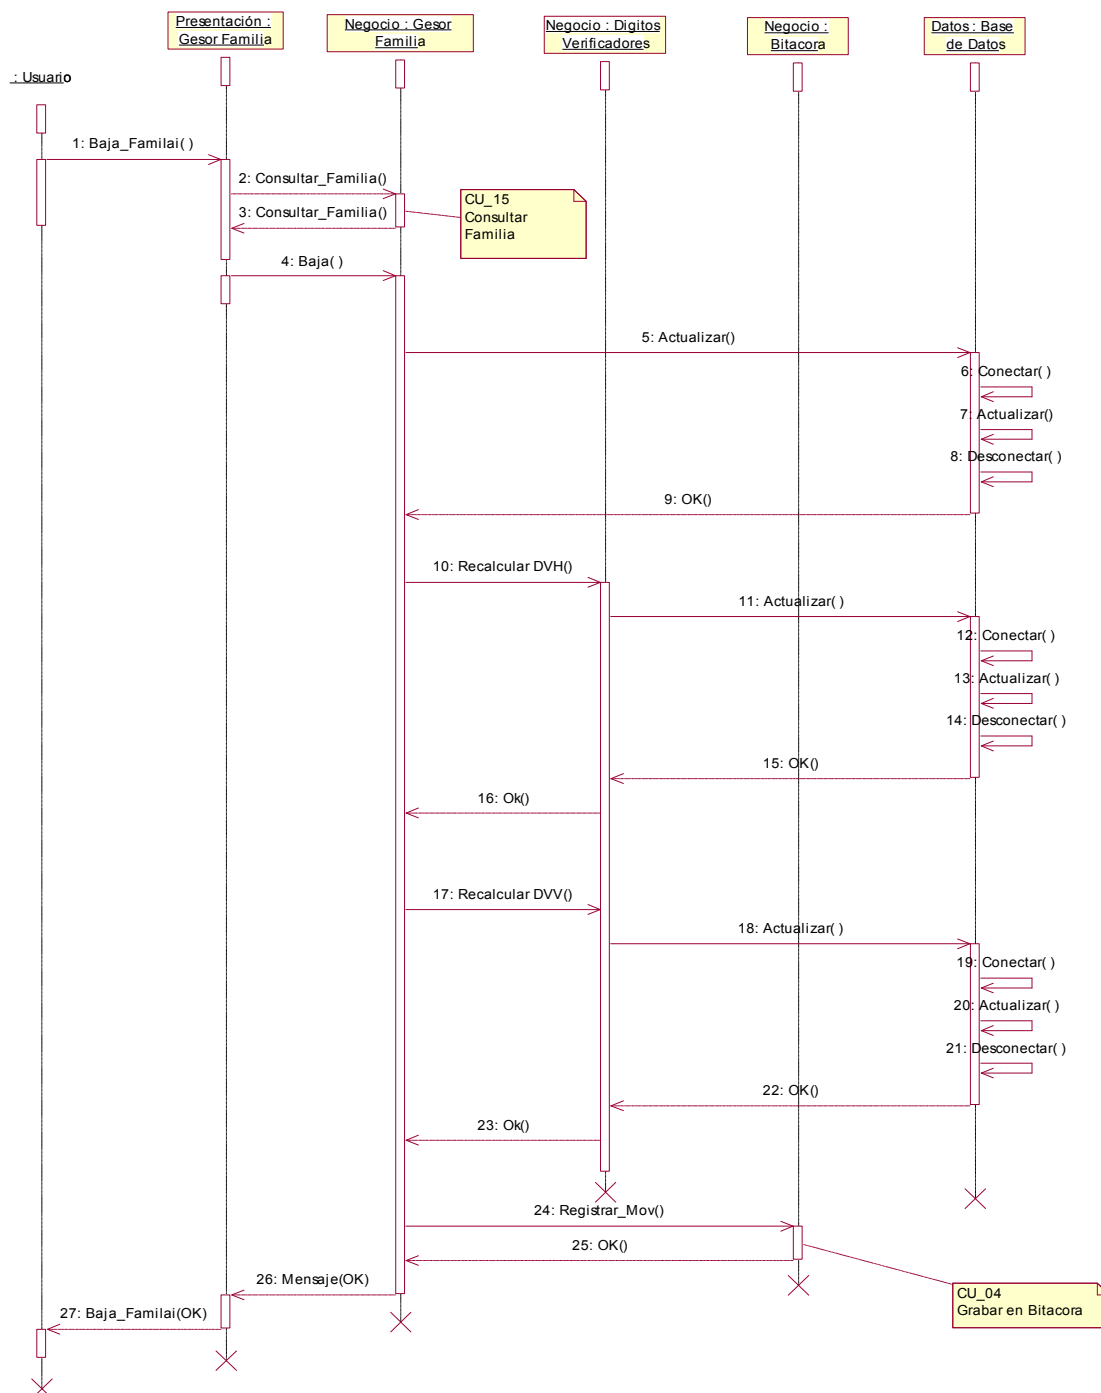 Presentación :
Gesor Familia
Negocio : Gesor
Familia
Negocio : Digitos
Verificadores
Negocio :
Bitacora
Datos : Base
de Datos
: Usuario
1: Baja_Familai( )
2: Consultar_Familia()
CU_15
Consultar
Familia
3: Consultar_Familia()
4: Baja( )
5: Actualizar()
6: Conectar( )
7: Actualizar()
8: Desconectar( )
9: OK()
10: Recalcular DVH()
11: Actualizar( )
12: Conectar( )
13: Actualizar( )
14: Desconectar( )
15: OK()
16: Ok()
17: Recalcular DVV()
18: Actualizar( )
19: Conectar( )
20: Actualizar( )
21: Desconectar( )
22: OK()
23: Ok()
24: Registrar_Mov()
25: OK()
26: Mensaje(OK)
CU_04
Grabar en Bitacora
27: Baja_Familai(OK)